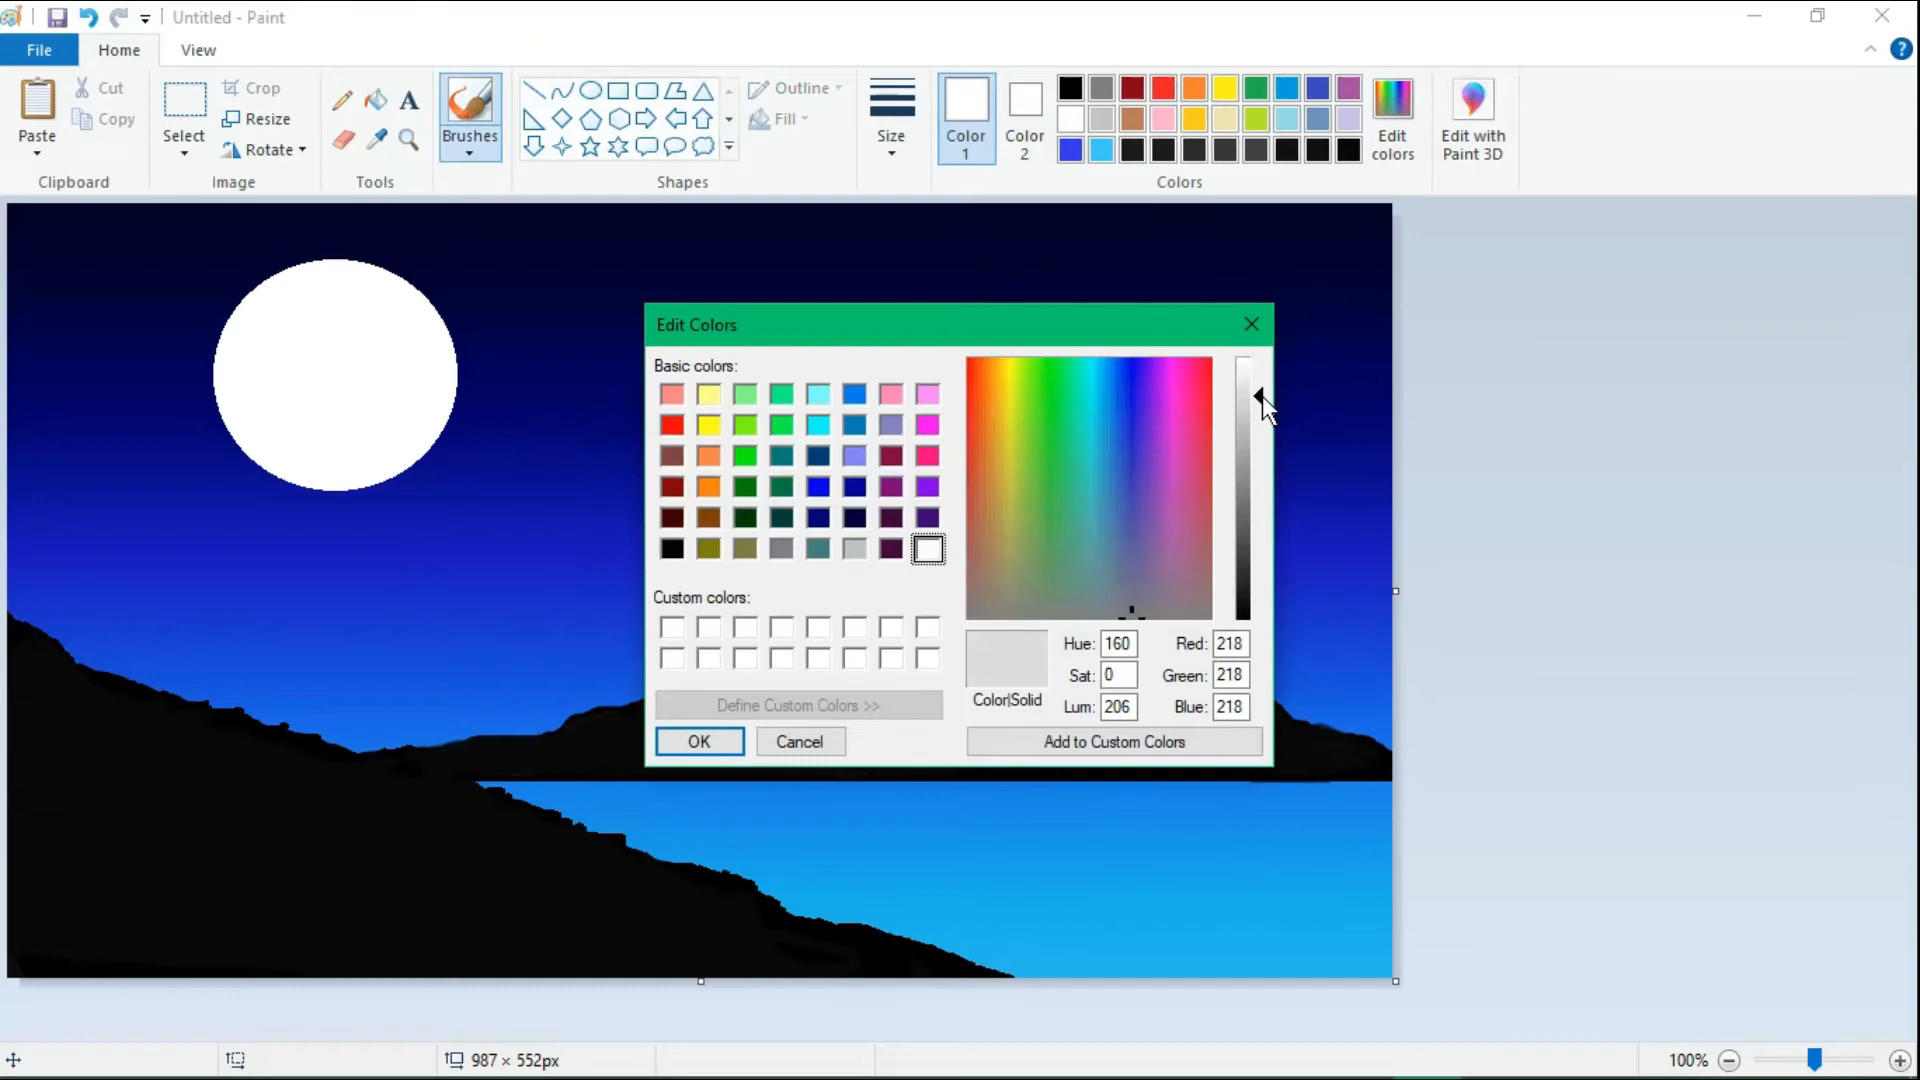 Untitled - Paint
File Home View
Paste Cut Copy Clipboard
Select Crop Resize Rotate Image
A Tools
Brushes
Shapes Outline Fill
Size
Color 1
Color 2
Edit colors
Colors
Edit with Paint 3D
?
Edit Colors
Basic colors:
Custom colors:
Define Custom Colors >>
OK Cancel
Color|Solid
Hue: 160 Red: 218
Sat: 0 Green: 218
Lum: 206 Blue: 218
Add to Custom Colors
987 × 552px
100%